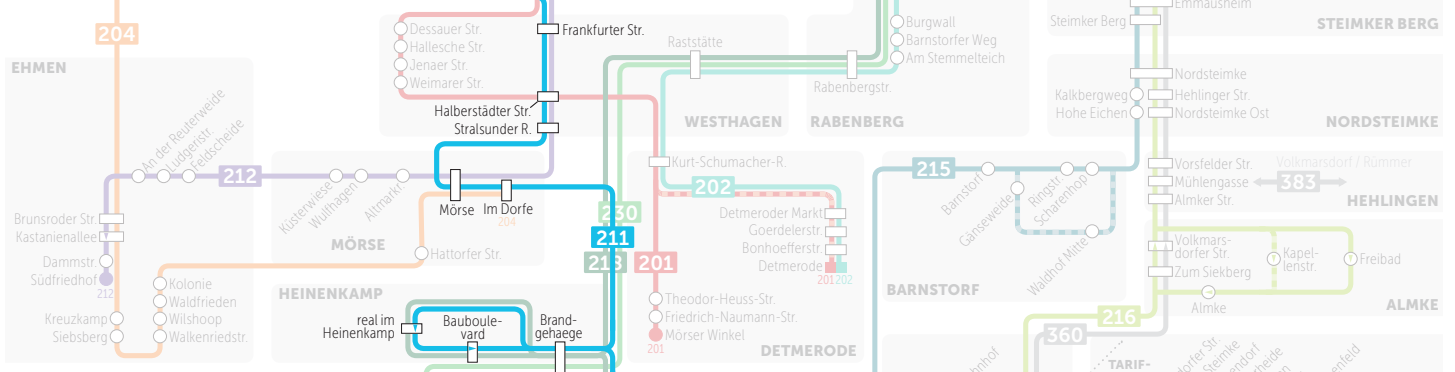 204
EHMEN
An der Reuterweide
Ludgeristr.
Feldscheide
212
Brunsroder Str.
Kastanienallee
Dammstr.
Südfriedhof
212
Kreuzkamp
Siebsberg
Kolonie
Waldfrieden
Wilshoop
Walkenriedstr.
Küsterwiese
Wulfhagen
Altmarkr.
MÖRSE
Hattorfer Str.
Dessauer Str.
Hallesche Str.
Jenaer Str.
Weimarer Str.
Frankfurter Str.
Halberstädter Str.
Stralsunder R.
WESTHAGEN
Raststätte
Mörse
Im Dorfe
204
230
211
213
201
HEINENKAMP
real im
Heinenkamp
Bauboule-
vard
Brand-
gehaege
Burgwall
Barnstorfer Weg
Am Stemmelteich
Rabenbergstr.
RABENBERG
Kurt-Schumacher-R.
202
Detmeroder Markt
Goerdelerstr.
Bonhoefferstr.
Detmerode
201
202
Theodor-Heuss-Str.
Friedrich-Naumann-Str.
Mörser Winkel
201
DETMERODE
215
Barnstorf
Gänseweide
Ringstr.
Scharenhop
Waldhof Mitte
BARNSTORF
Emmausheim
Steimker Berg
STEIMKER BERG
Nordsteimke
Kalkbergweg
Hehlinger Str.
Hohe Eichen
Nordsteimke Ost
NORDSTEIMKE
Vorsfelder Str.
Mühlengasse
Almker Str.
Volkmarsdorf / Rümmer
383
HEHLINGEN
Volkmars-
dorfer Str.
Zum Siekberg
Kapel-
lenstr.
Freibad
Almke
ALMKE
216
360
TARIF-